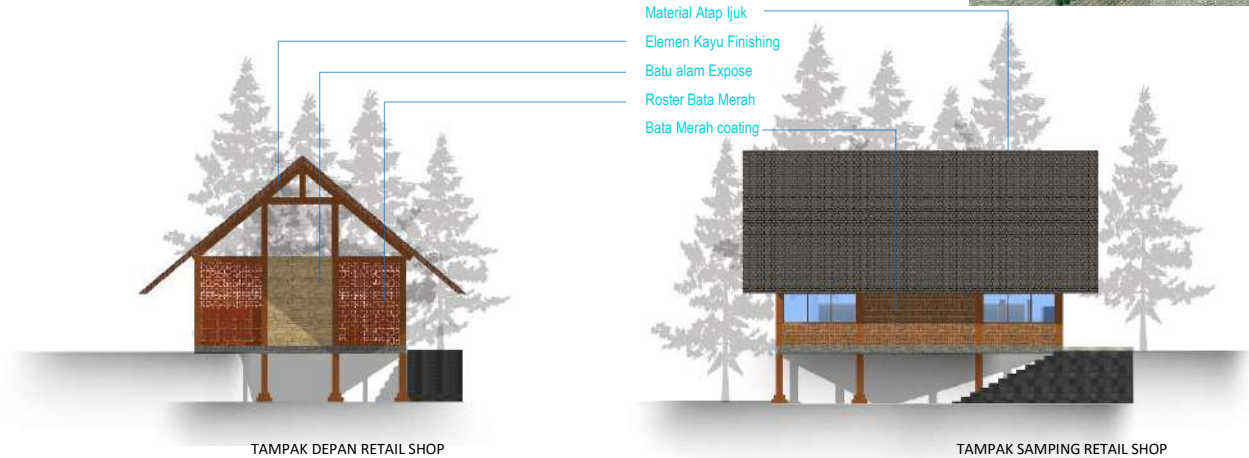 Material Atap Ijuk
Elemen Kayu Finishing
Batu alam Expose
Roster Bata Merah
Bata Merah coating
TAMPAK DEPAN RETAIL SHOP
TAMPAK SAMPING RETAIL SHOP